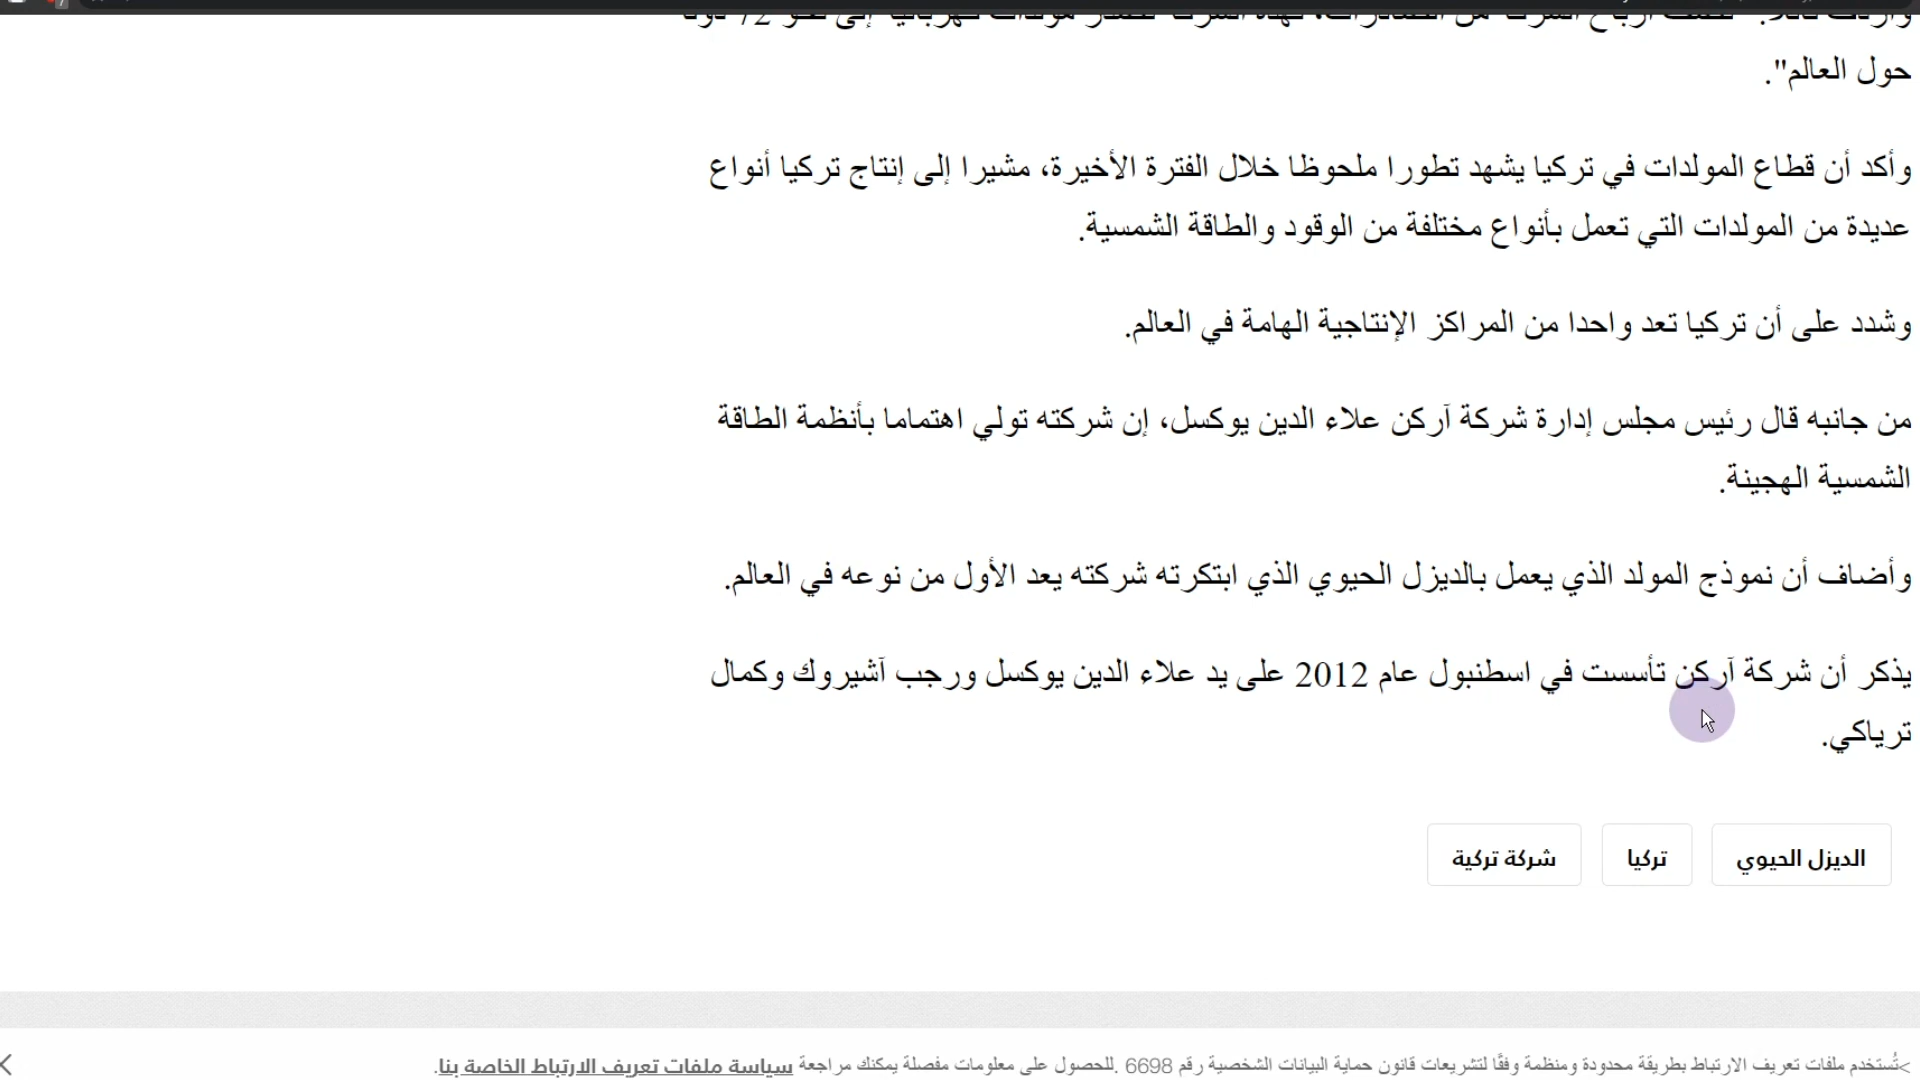 حول العالم".
وأكد أن قطاع المولدات في تركيا يشهد تطورا ملحوظا خلال الفترة الأخيرة، مشيرا إلى إنتاج تركيا أنواع
عديدة من المولدات التي تعمل بأنواع مختلفة من الوقود والطاقة الشمسية.
وشدد على أن تركيا تعد واحدا من المراكز الإنتاجية الهامة في العالم.
من جانبه قال رئيس مجلس إدارة شركة آركن علاء الدين يوكسل، إن شركته تولي اهتماما بأنظمة الطاقة
الشمسية الهجينة.
وأضاف أن نموذج المولد الذي يعمل بالديزل الحيوي الذي ابتكرته شركته يعد الأول من نوعه في العالم.
يذكر أن شركة آركن تأسست في اسطنبول عام 2012 على يد علاء الدين يوكسل ورجب آشيروك وكمال
ترياكي.
الديزل الحيوي
تركيا
شركة تركية
>تُستخدم ملفات تعريف الارتباط بطريقة محدودة ومنظمة وفقًا لتشريعات قانون حماية البيانات الشخصية رقم 6698 .للحصول على معلومات مفصلة يمكنك مراجعة سياسة ملفات تعريف الارتباط الخاصة بنا.